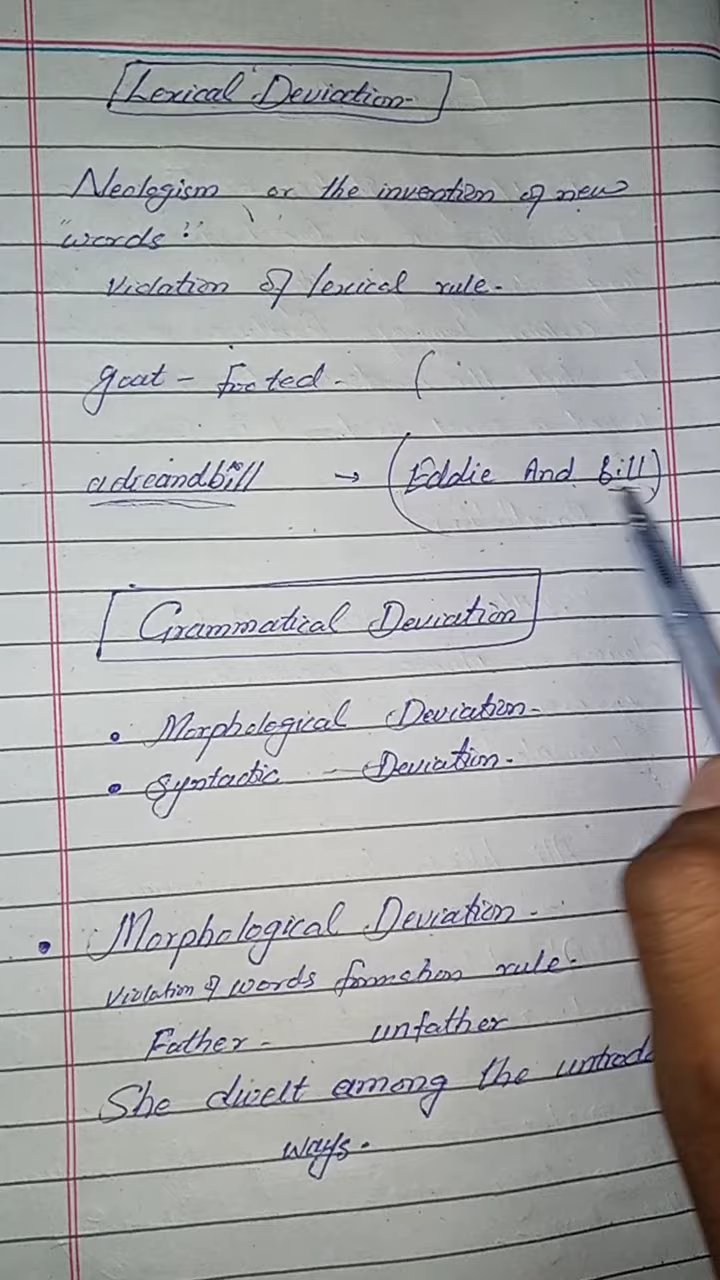 Lexical Deviation
Neologism or the invention of new
"words"
violation of lexical rule.
goat - footed. (
adieandbill → (Eddie And Bill)
Grammatical Deviation
• Morphological Deviation.
• Syntactic - Deviation.
• Morphological Deviation.
violation of words formation rule.
Father - unfather
She dwelt among the
ways.